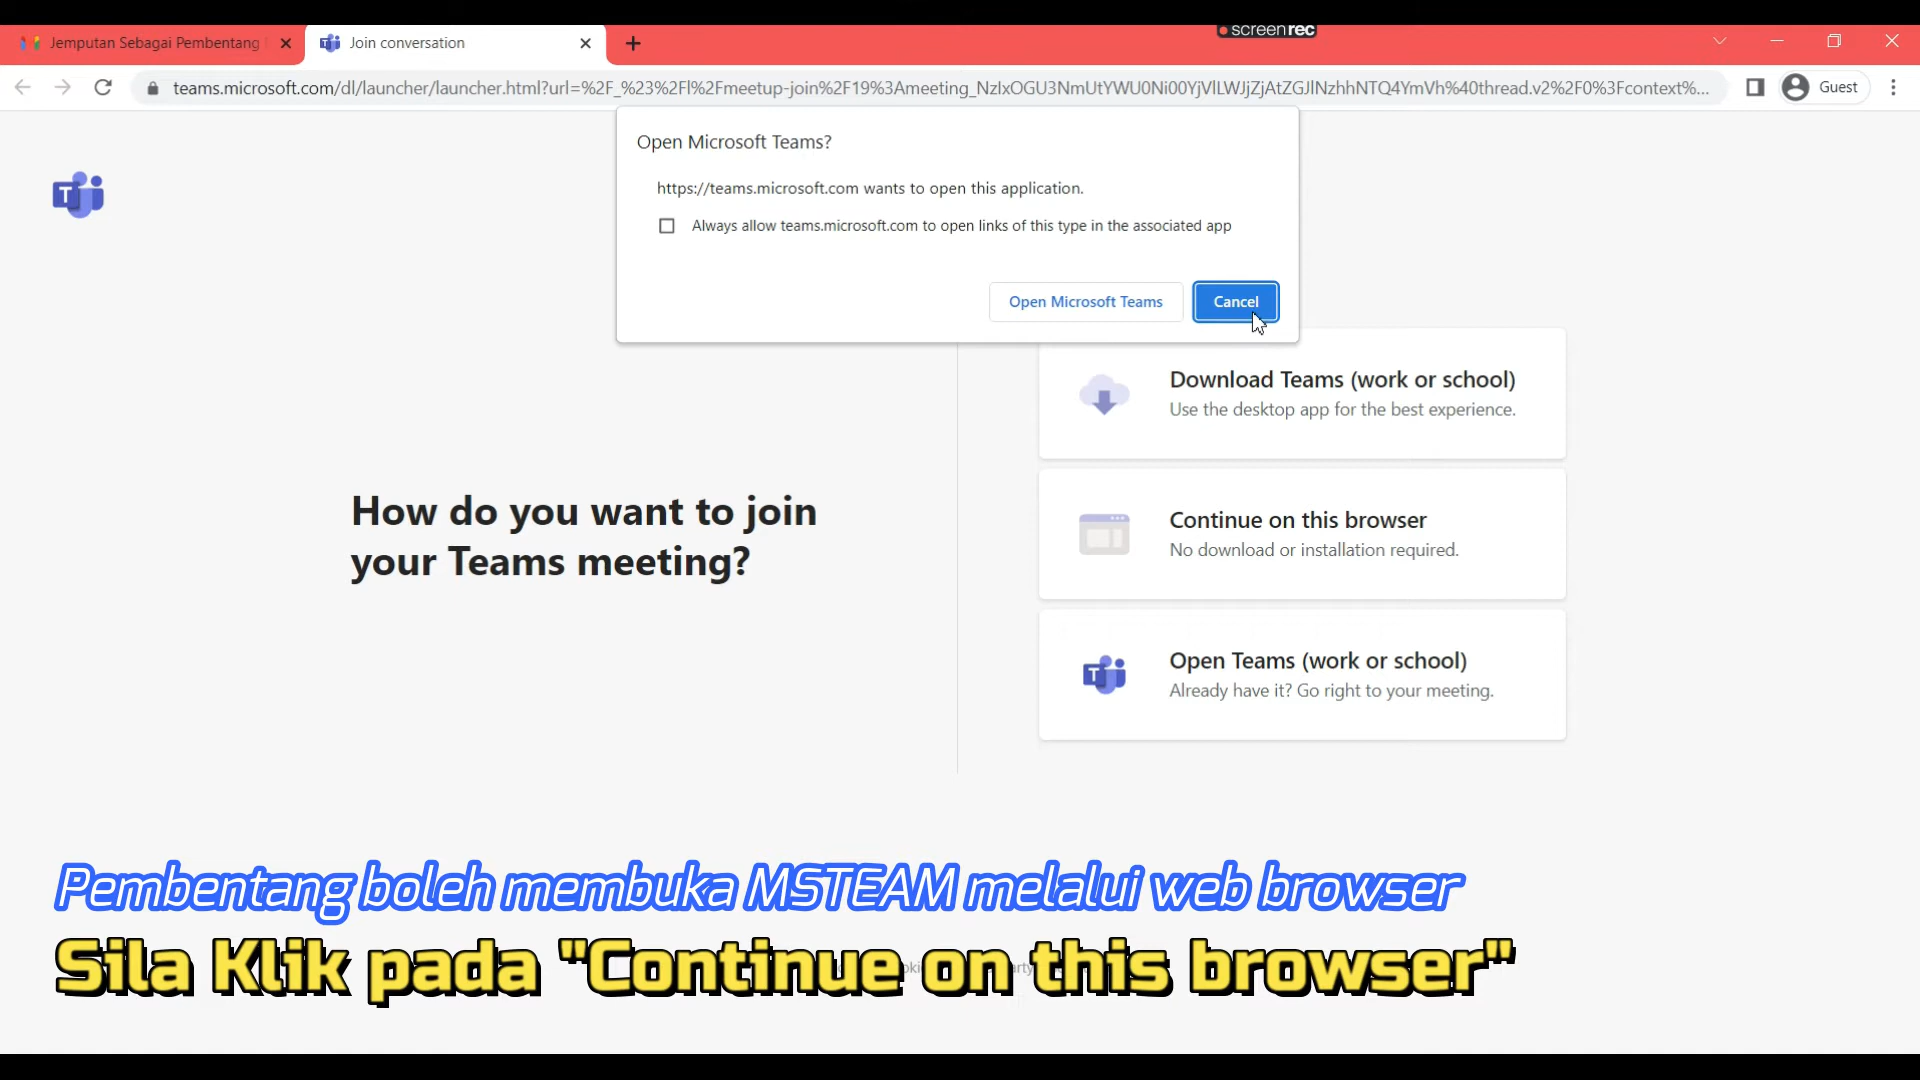 screenrec
Jemputan Sebagai Pembentang
Join conversation
teams.microsoft.com/dl/launcher/launcher.html?url=%2F_%23%2Fl%2Fmeetup-join%2F19%3Ameeting_NzIxOGU3NmUtYWU0Ni00YjVlLWJjZjAtZGJlNzhhNTQ4YmVh%40thread.v2%2F0%3Fcontext%...
Guest
Open Microsoft Teams?
https://teams.microsoft.com wants to open this application.
Always allow teams.microsoft.com to open links of this type in the associated app
Open Microsoft Teams
Cancel
Download Teams (work or school)
Use the desktop app for the best experience.
How do you want to join
your Teams meeting?
Continue on this browser
No download or installation required.
Open Teams (work or school)
Already have it? Go right to your meeting.
Pembentang boleh membuka MSTEAM melalui web browser
Sila Klik pada "Continue on this browser"